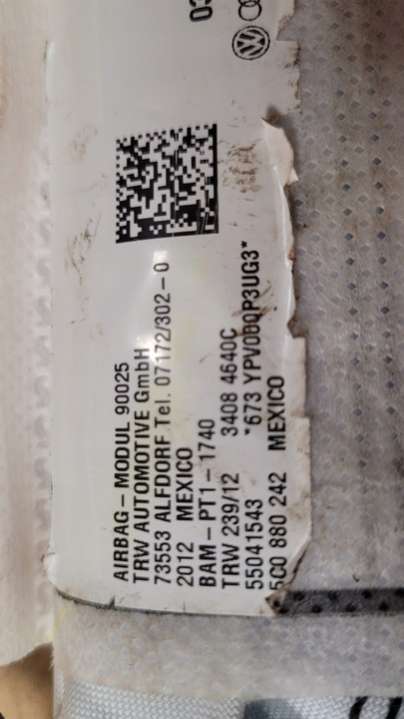 AIRBAG – MODUL 90025
TRW AUTOMOTIVE GmbH
73553 ALFDORF Tel. 07172/302 – 0
2012 MEXICO
BAM – PT1 – 1740
TRW 239/12 3408 4640C
55041543 *673 YPV000QP3UG3*
5C0 880 242 MEXICO